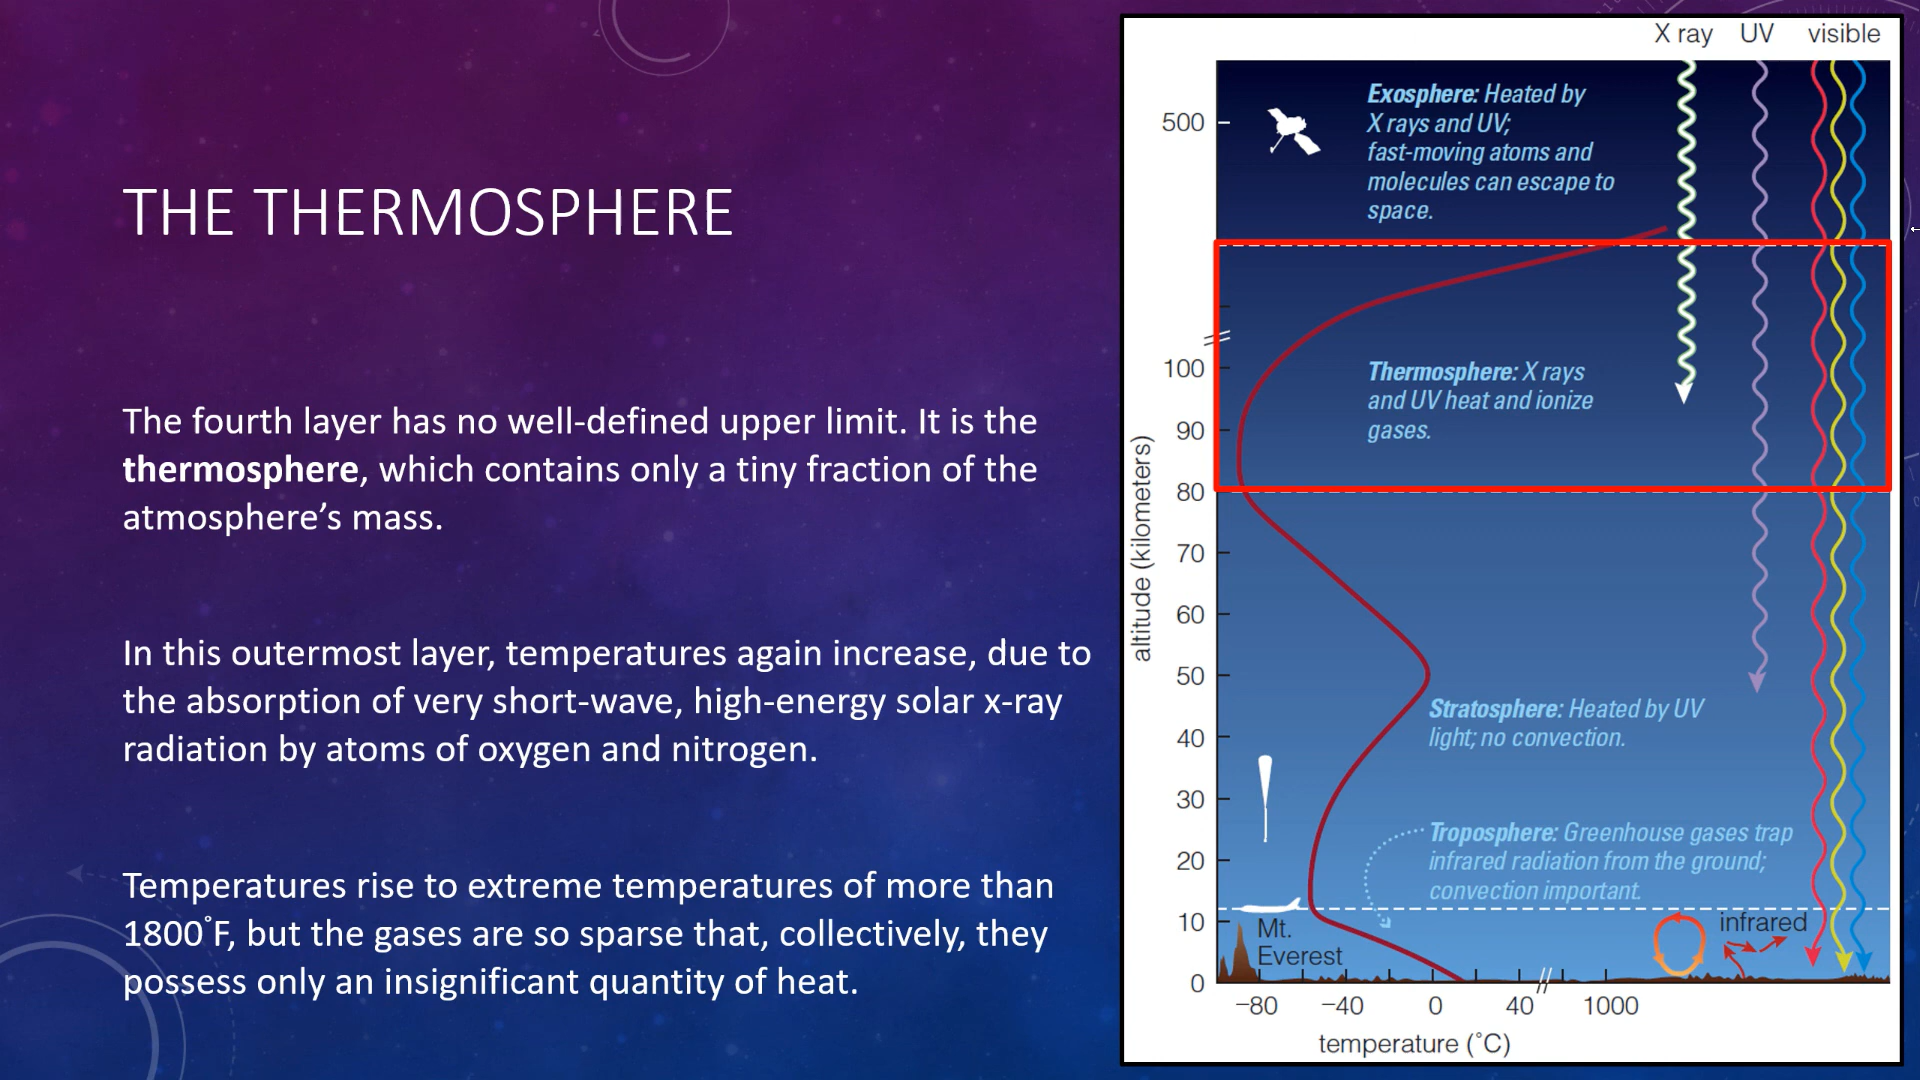 THE THERMOSPHERE
The fourth layer has no well-defined upper limit. It is the
thermosphere, which contains only a tiny fraction of the
atmosphere’s mass.
In this outermost layer, temperatures again increase, due to
the absorption of very short-wave, high-energy solar x-ray
radiation by atoms of oxygen and nitrogen.
Temperatures rise to extreme temperatures of more than
1800°F, but the gases are so sparse that, collectively, they
possess only an insignificant quantity of heat.
X ray UV visible
Exosphere: Heated by
X rays and UV;
fast-moving atoms and
molecules can escape to
space.
Thermosphere: X rays
and UV heat and ionize
gases.
Stratosphere: Heated by UV
light; no convection.
Troposphere: Greenhouse gases trap
infrared radiation from the ground;
convection important.
Mt.
Everest
infrared
altitude (kilometers)
500
100
90
80
70
60
50
40
30
20
10
0
−80 −40 0 40 1000
temperature (°C)